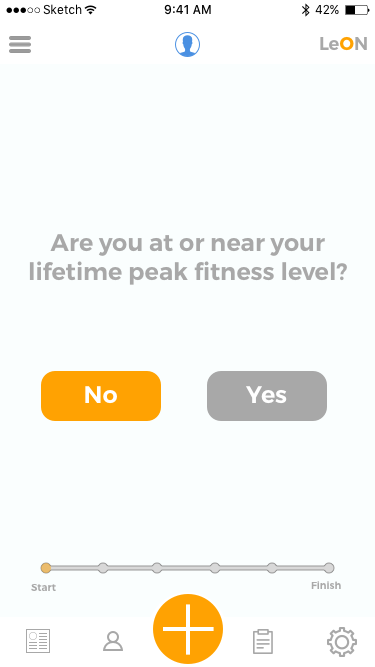 Sketch 9:41 AM 42%
LeON
Are you at or near your
lifetime peak fitness level?
No Yes
Start Finish